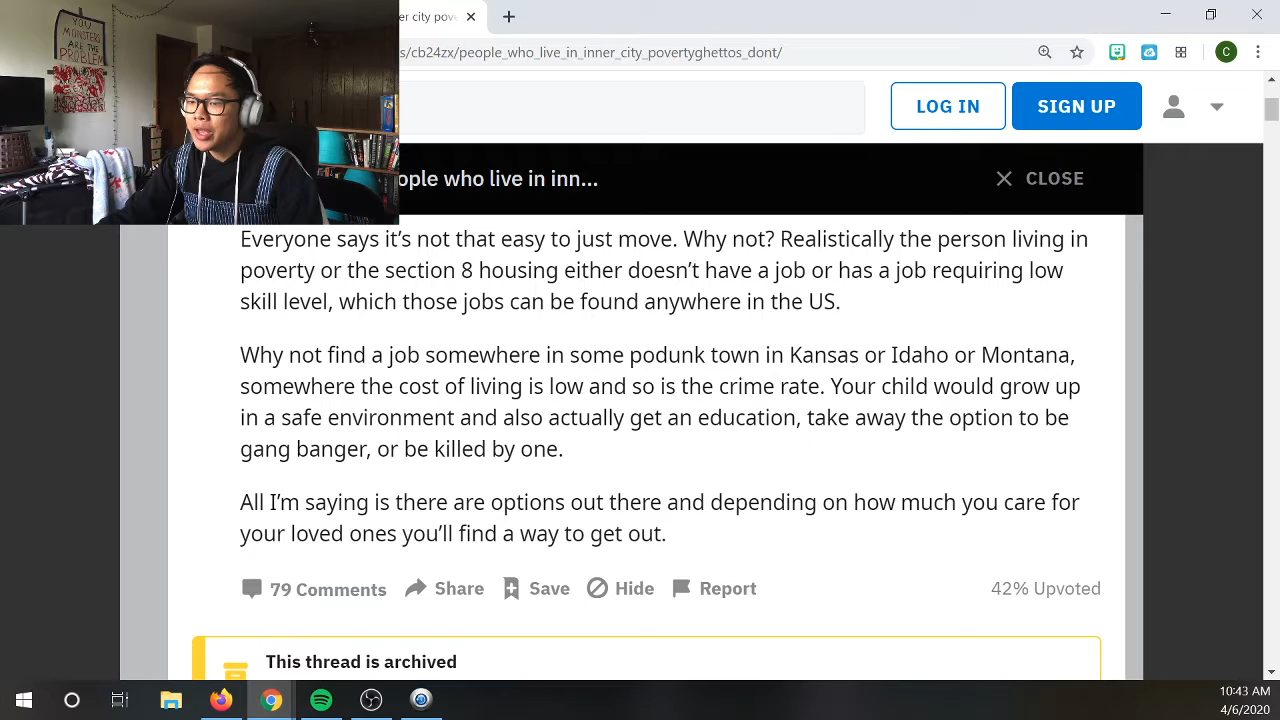 YOU
MONSTERS
ARE THE
PROBLEM
er city pove
s/cb24zx/people_who_live_in_inner_city_povertyghettos_dont/
C
LOG IN
SIGN UP
ople who live in inn...
CLOSE
Everyone says it’s not that easy to just move. Why not? Realistically the person living in
poverty or the section 8 housing either doesn’t have a job or has a job requiring low
skill level, which those jobs can be found anywhere in the US.
Why not find a job somewhere in some podunk town in Kansas or Idaho or Montana,
somewhere the cost of living is low and so is the crime rate. Your child would grow up
in a safe environment and also actually get an education, take away the option to be
gang banger, or be killed by one.
All I’m saying is there are options out there and depending on how much you care for
your loved ones you’ll find a way to get out.
79 Comments
Share
Save
Hide
Report
42% Upvoted
This thread is archived
10:43 AM
4/6/2020